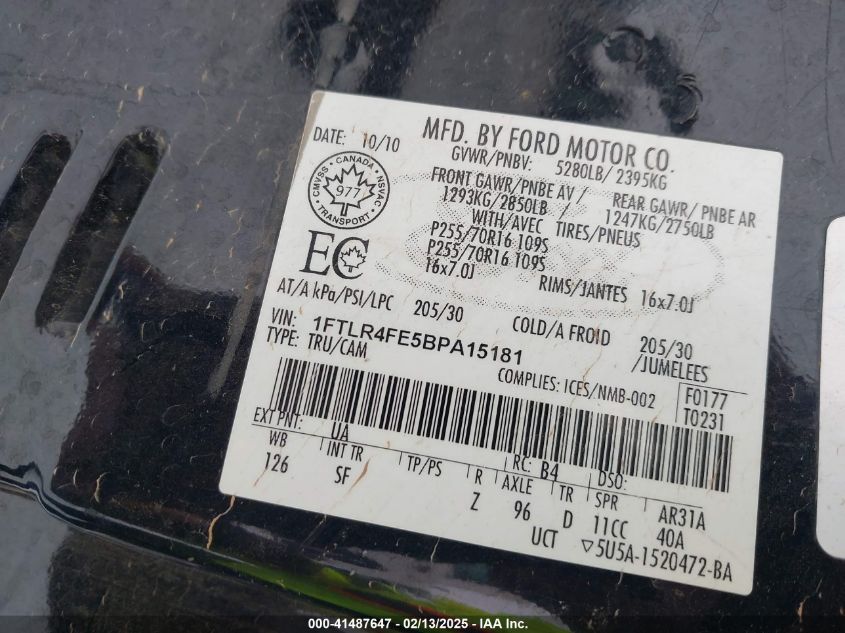 MFD. BY FORD MOTOR CO.
DATE: 10/10
GVWR/PNBV: 5280LB/ 2395KG
FRONT GAWR/PNBE AV / REAR GAWR/ PNBE AR
1293KG/2850LB / 1247KG/2750LB
WITH/AVEC TIRES/PNEUS
P255/70R16 109S
P255/70R16 109S
16x7.0J RIMS/JANTES 16x7.0J
CANADA
CMVSS NSVAC
977
TRANSPORT
EC
AT/A kPa/PSI/LPC 205/30 COLD/A FROID 205/30
/JUMELEES
VIN: 1FTLR4FE5BPA15181
TYPE: TRU/CAM
COMPLIES: ICES/NMB-002
F0177
T0231
EXT PNT: UA RC: B4 DSO:
WB INT TR TP/PS R AXLE TR SPR
126 SF Z 96 D 11CC AR31A
40A
UCT ▽5U5A-1520472-BA
000-41487647 - 02/13/2025 - IAA Inc.